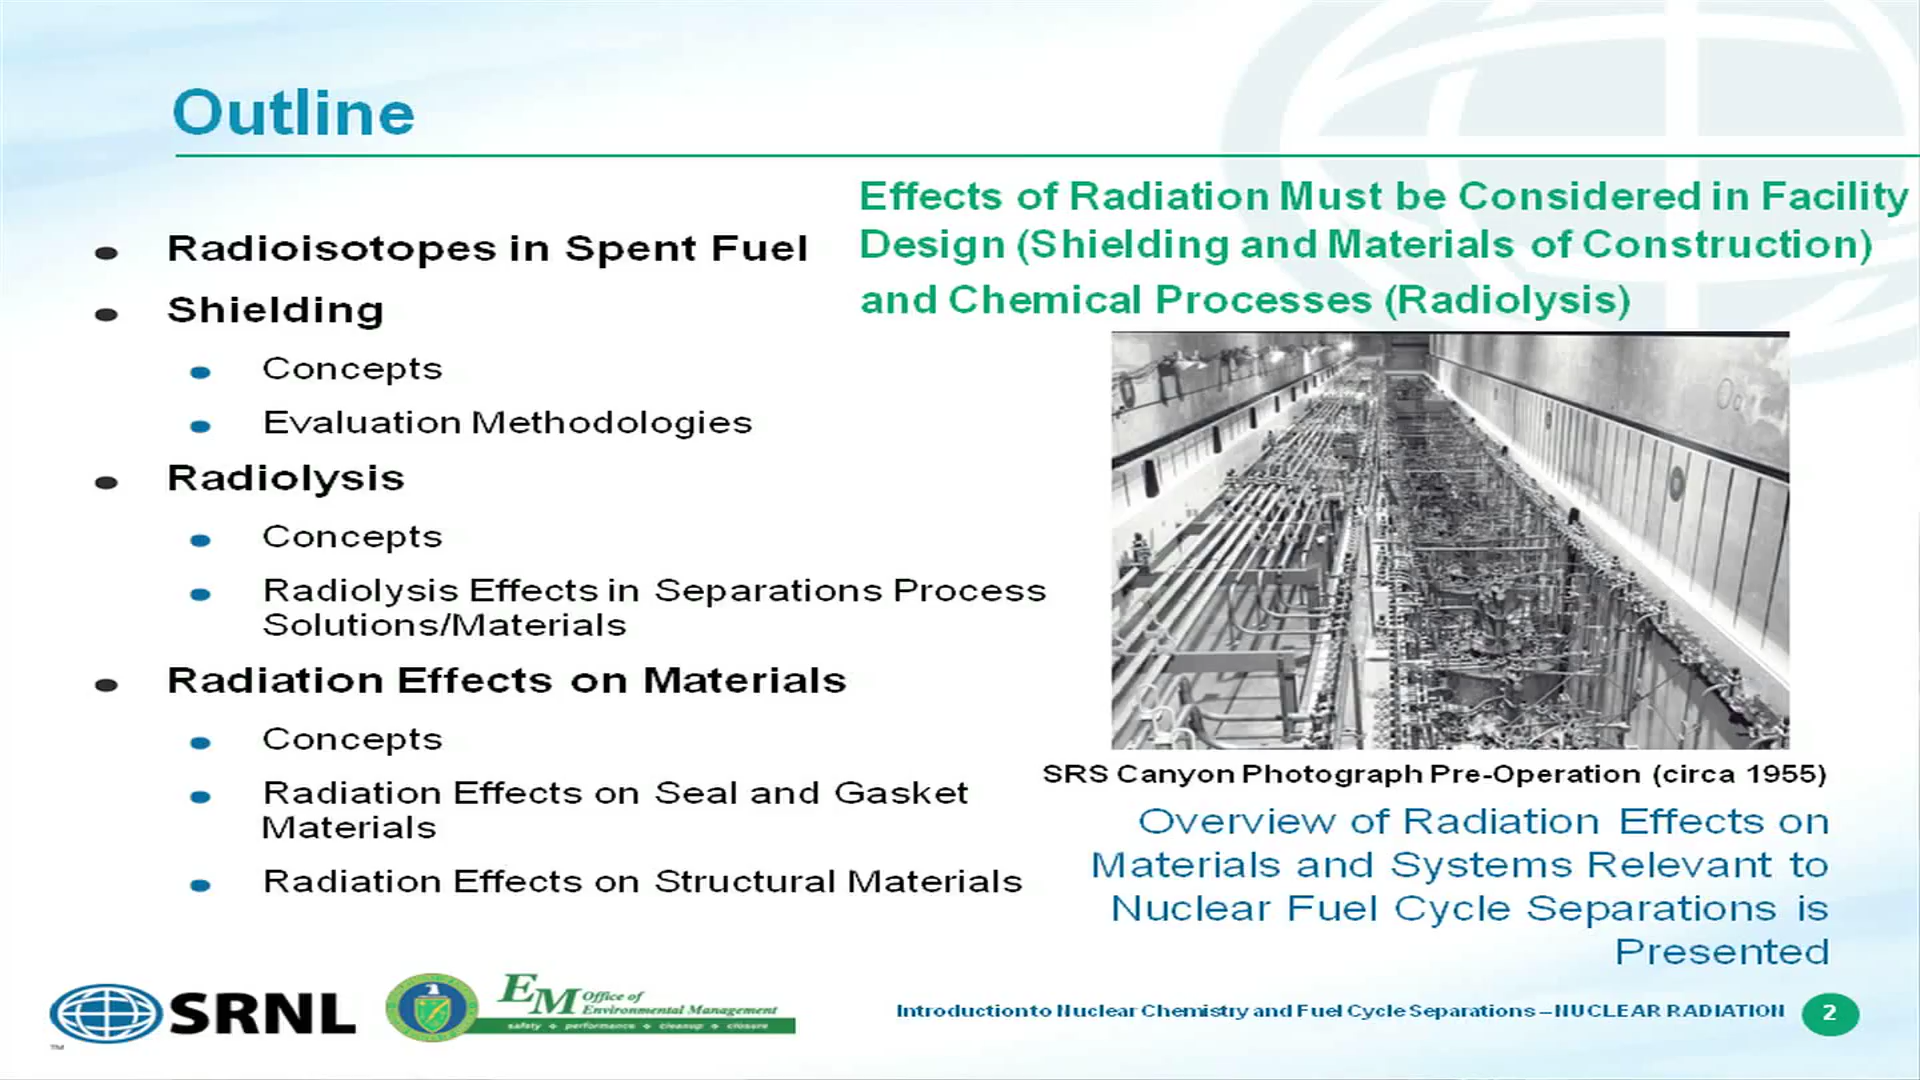 Outline
Effects of Radiation Must be Considered in Facility
Design (Shielding and Materials of Construction)
and Chemical Processes (Radiolysis)
Radioisotopes in Spent Fuel
Shielding
Concepts
Evaluation Methodologies
Radiolysis
Concepts
Radiolysis Effects in Separations Process
Solutions/Materials
Radiation Effects on Materials
Concepts
Radiation Effects on Seal and Gasket
Materials
Radiation Effects on Structural Materials
SRS Canyon Photograph Pre-Operation (circa 1955)
Overview of Radiation Effects on
Materials and Systems Relevant to
Nuclear Fuel Cycle Separations is
Presented
SRNL
TM
EM Office of
Environmental Management
safety ❖ performance ❖ cleanup ❖ closure
Introduction to Nuclear Chemistry and Fuel Cycle Separations – NUCLEAR RADIATION
2